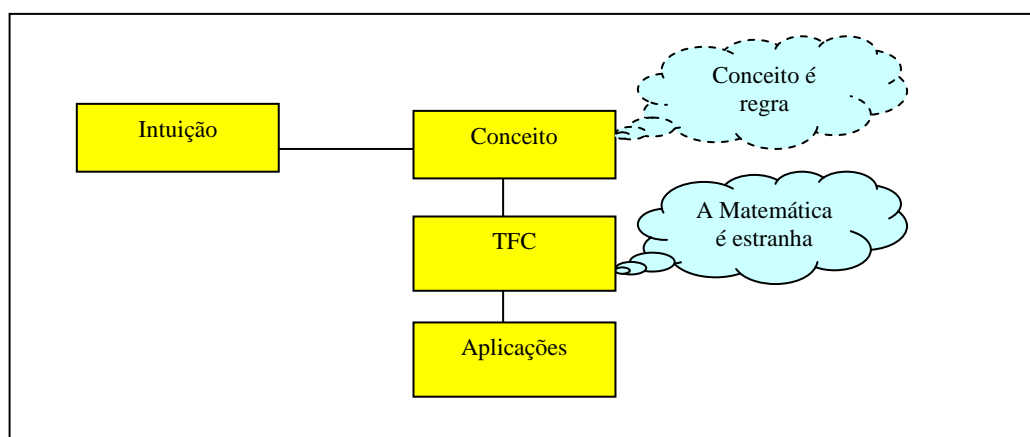 Conceito é
regra
Intuição
Conceito
A Matemática
é estranha
TFC
Aplicações